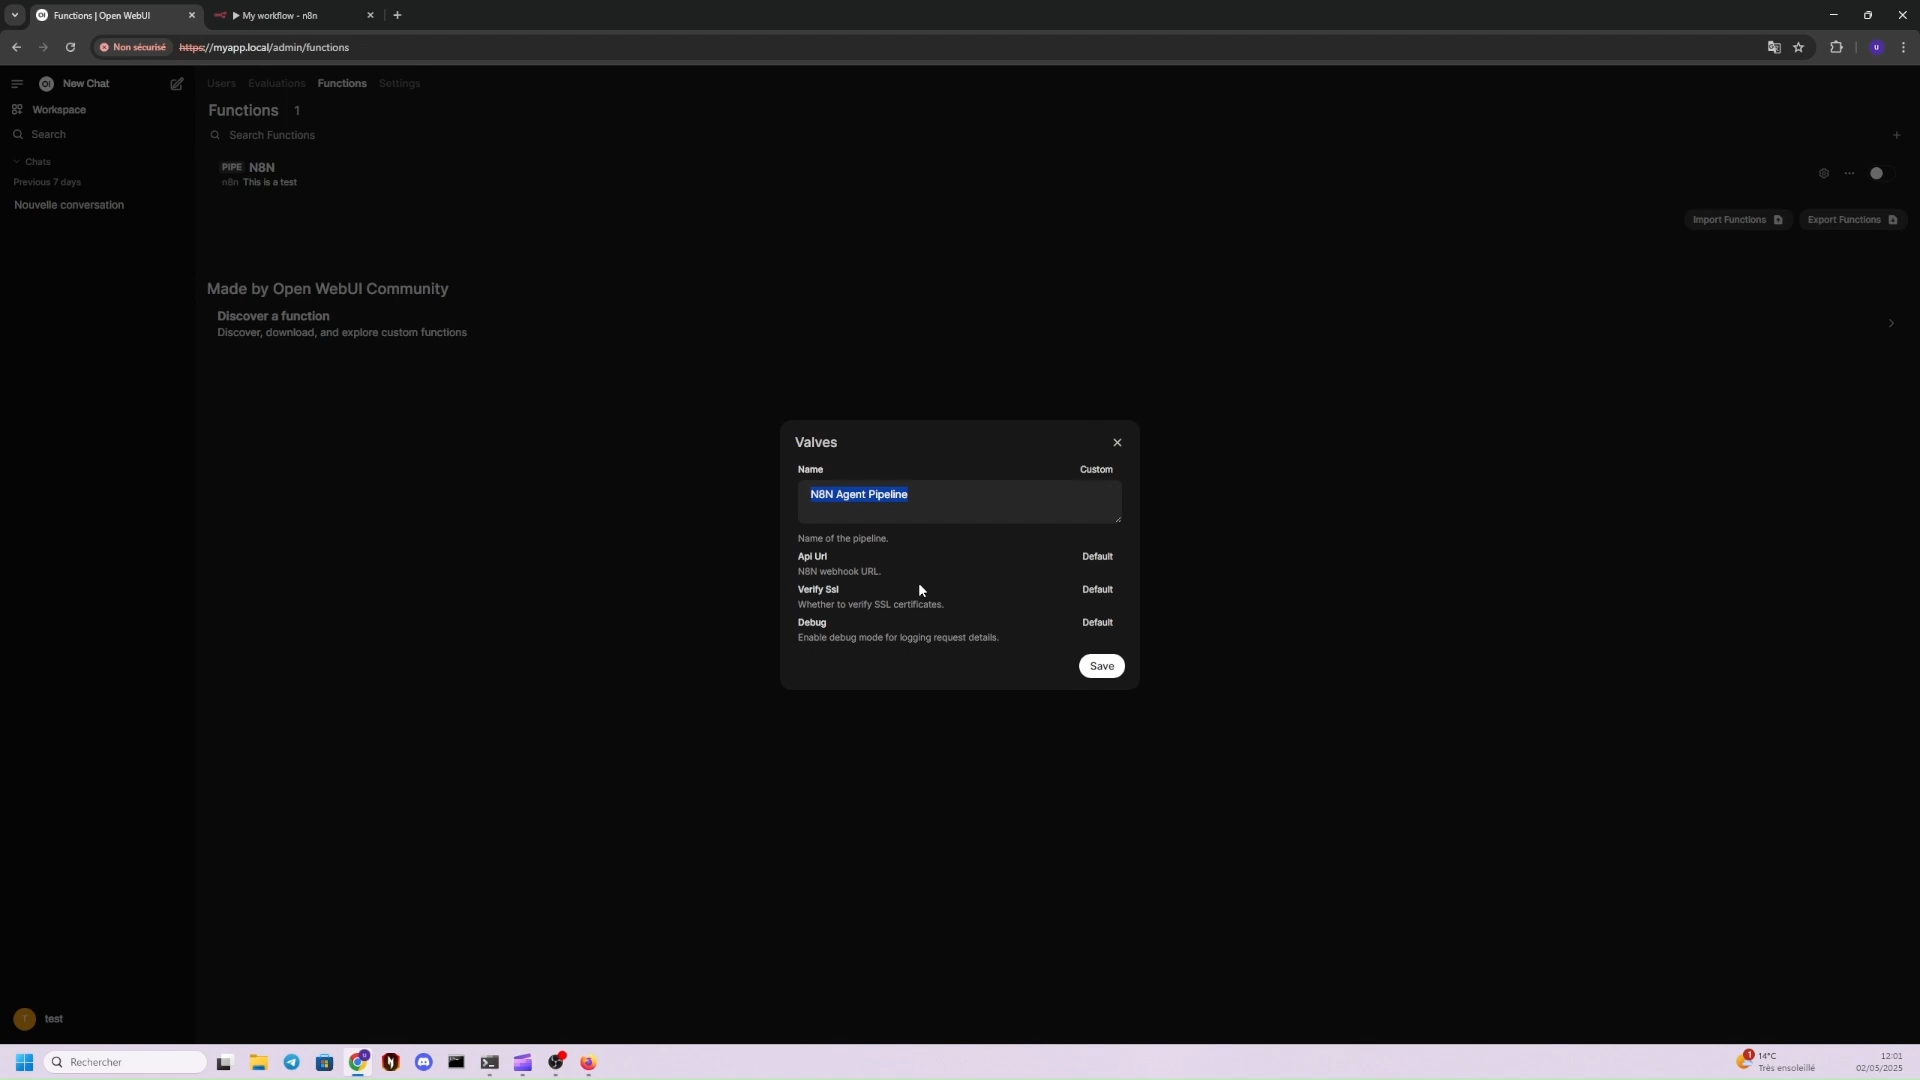 Functions | Open WebUI
My workflow - n8n
Non sécurisé
https://myapp.local/admin/functions
New Chat
Users Evaluations Functions Settings
Workspace
Functions 1
Search
Search Functions
Chats
Previous 7 days
Nouvelle conversation
PIPE N8N
n8n This is a test
Import Functions
Export Functions
Made by Open WebUI Community
Discover a function
Discover, download, and explore custom functions
Valves
Name Custom
N8N Agent Pipeline
Name of the pipeline.
Api Url Default
N8N webhook URL.
Verify Ssl Default
Whether to verify SSL certificates.
Debug Default
Enable debug mode for logging request details.
Save
T
test
Rechercher
1
14°C
Très ensoleillé
12:01
02/05/2025